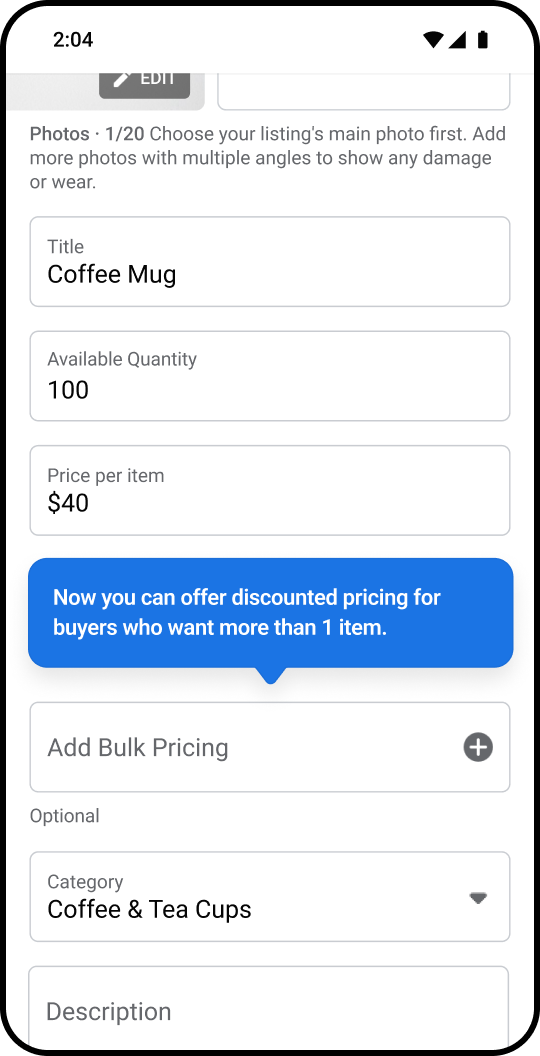 2:04
EDIT
Photos · 1/20 Choose your listing's main photo first. Add
more photos with multiple angles to show any damage
or wear.
Title
Coffee Mug
Available Quantity
100
Price per item
$40
Now you can offer discounted pricing for
buyers who want more than 1 item.
Add Bulk Pricing
Optional
Category
Coffee & Tea Cups
Description